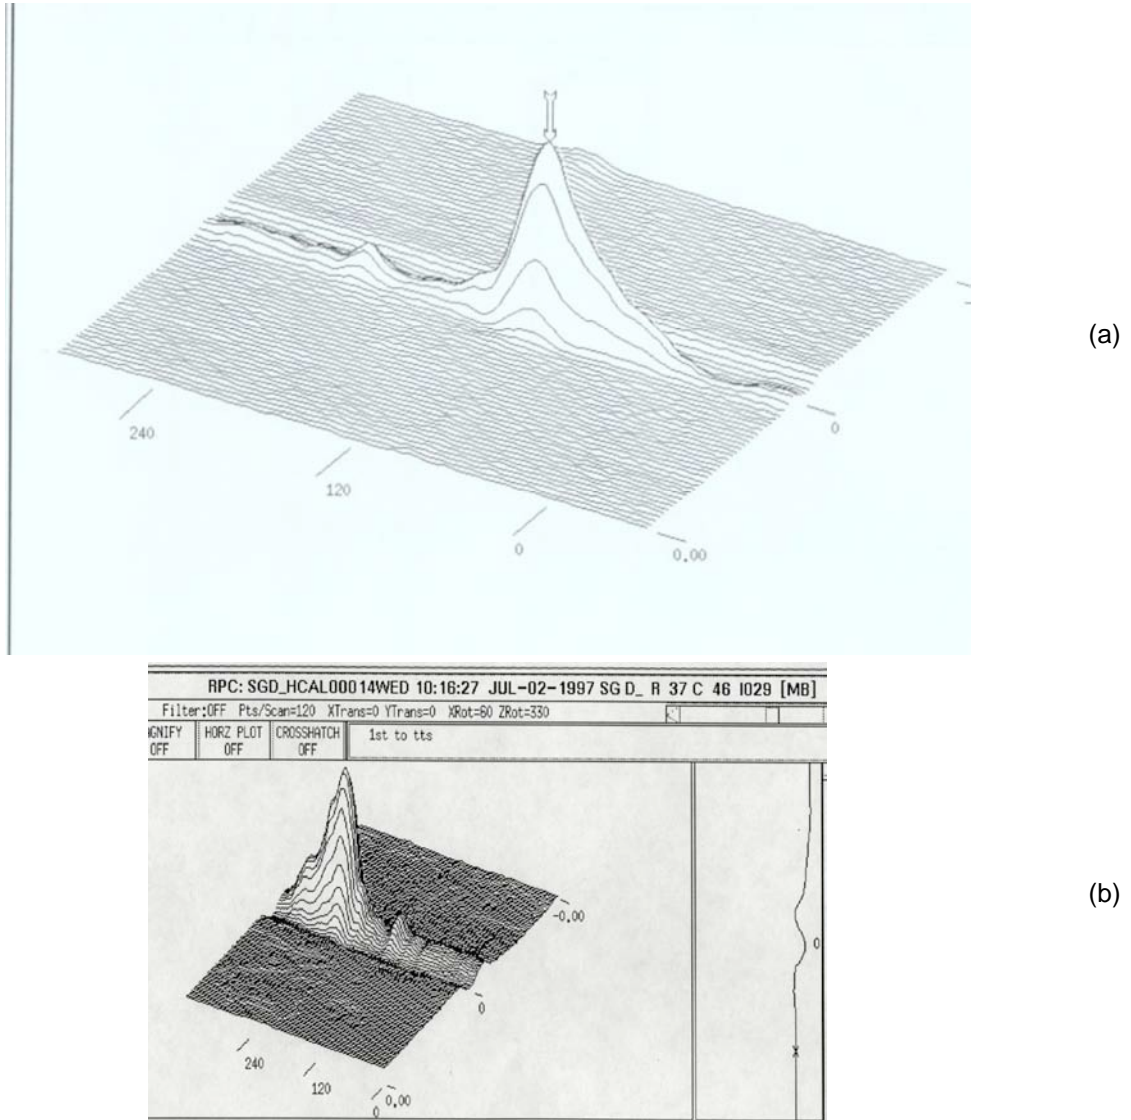 (a)
240
120
0
0
0.00
RPC: SGD_HCAL00014WED 10:16:27 JUL-02-1997 SG D_ R 37 C 46 I029 [MB]
Filter:OFF Pts/Scan=120 XTrans=0 YTrans=0 XRot=60 ZRot=330
HORZ PLOT CROSSHATCH 1st to tts
OFF OFF OFF
-0.00
(b)
0
0
240
120
0.00
0